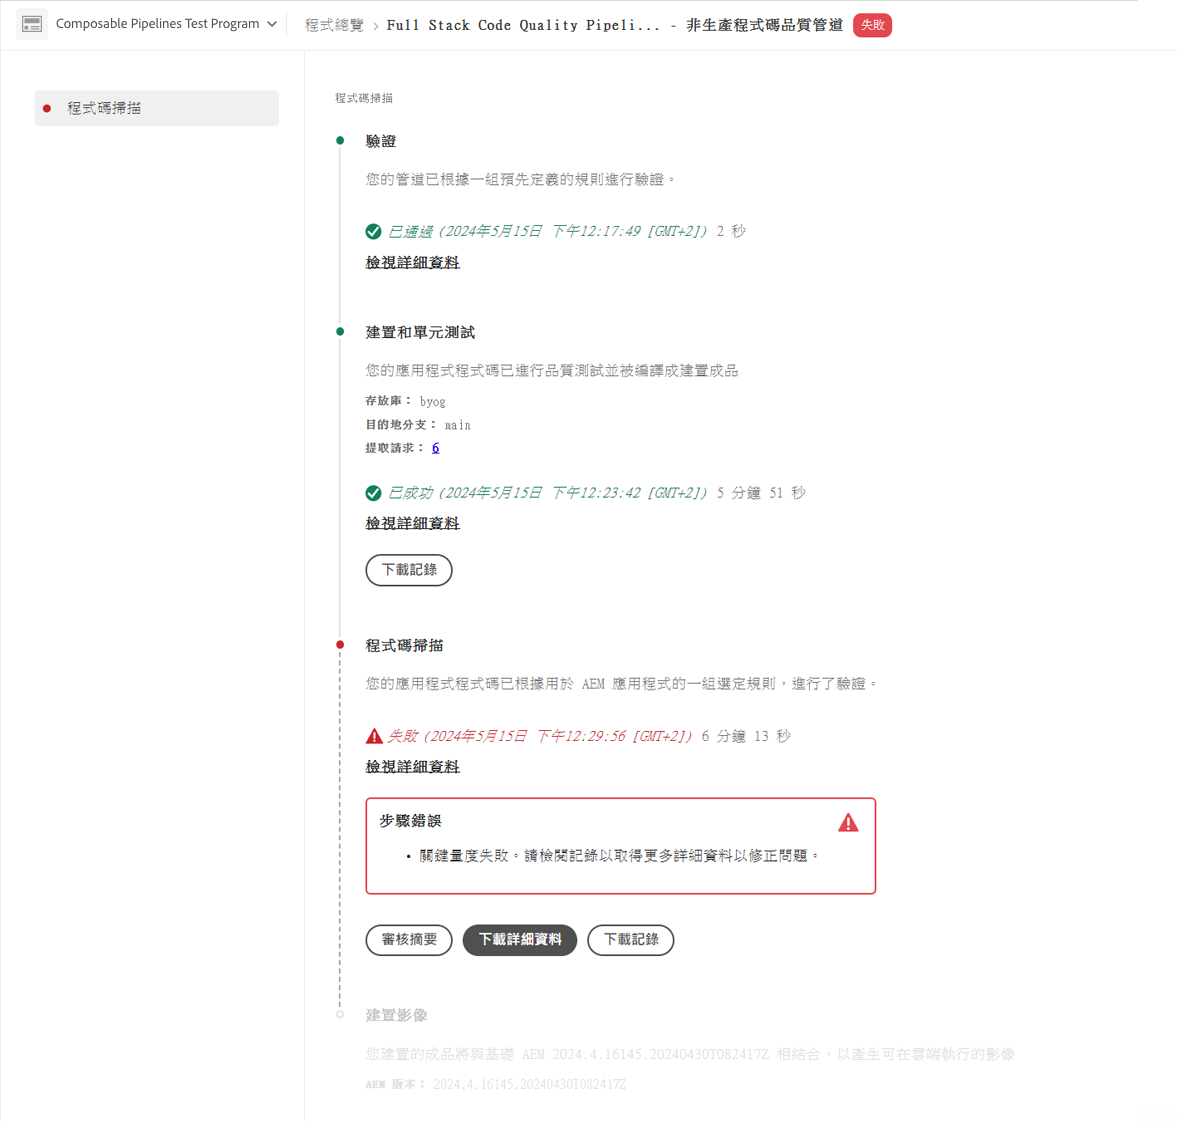 Composable Pipelines Test Program
程式總覽 › Full Stack Code Quality Pipeli... - 非生產程式碼品質管道 失敗
程式碼掃描
程式碼掃描
驗證
您的管道已根據一組預先定義的規則進行驗證。
已通過 (2024年5月15日 下午12:17:49 [GMT+2]) 2 秒
檢視詳細資料
建置和單元測試
您的應用程式程式碼已進行品質測試並被編譯成建置成品
存放庫： byog
目的地分支： main
提取請求： 6
已成功 (2024年5月15日 下午12:23:42 [GMT+2]) 5 分鐘 51 秒
檢視詳細資料
下載記錄
程式碼掃描
您的應用程式程式碼已根據用於 AEM 應用程式的一組選定規則，進行了驗證。
失敗 (2024年5月15日 下午12:29:56 [GMT+2]) 6 分鐘 13 秒
檢視詳細資料
步驟錯誤
• 關鍵量度失敗。請檢閱記錄以取得更多詳細資料以修正問題。
審核摘要 下載詳細資料 下載記錄
建置影像
您建置的成品將與基礎 AEM 2024.4.16145.20240430T082417Z 相結合，以產生可在雲端執行的影像
AEM 版本： 2024.4.16145.20240430T082417Z